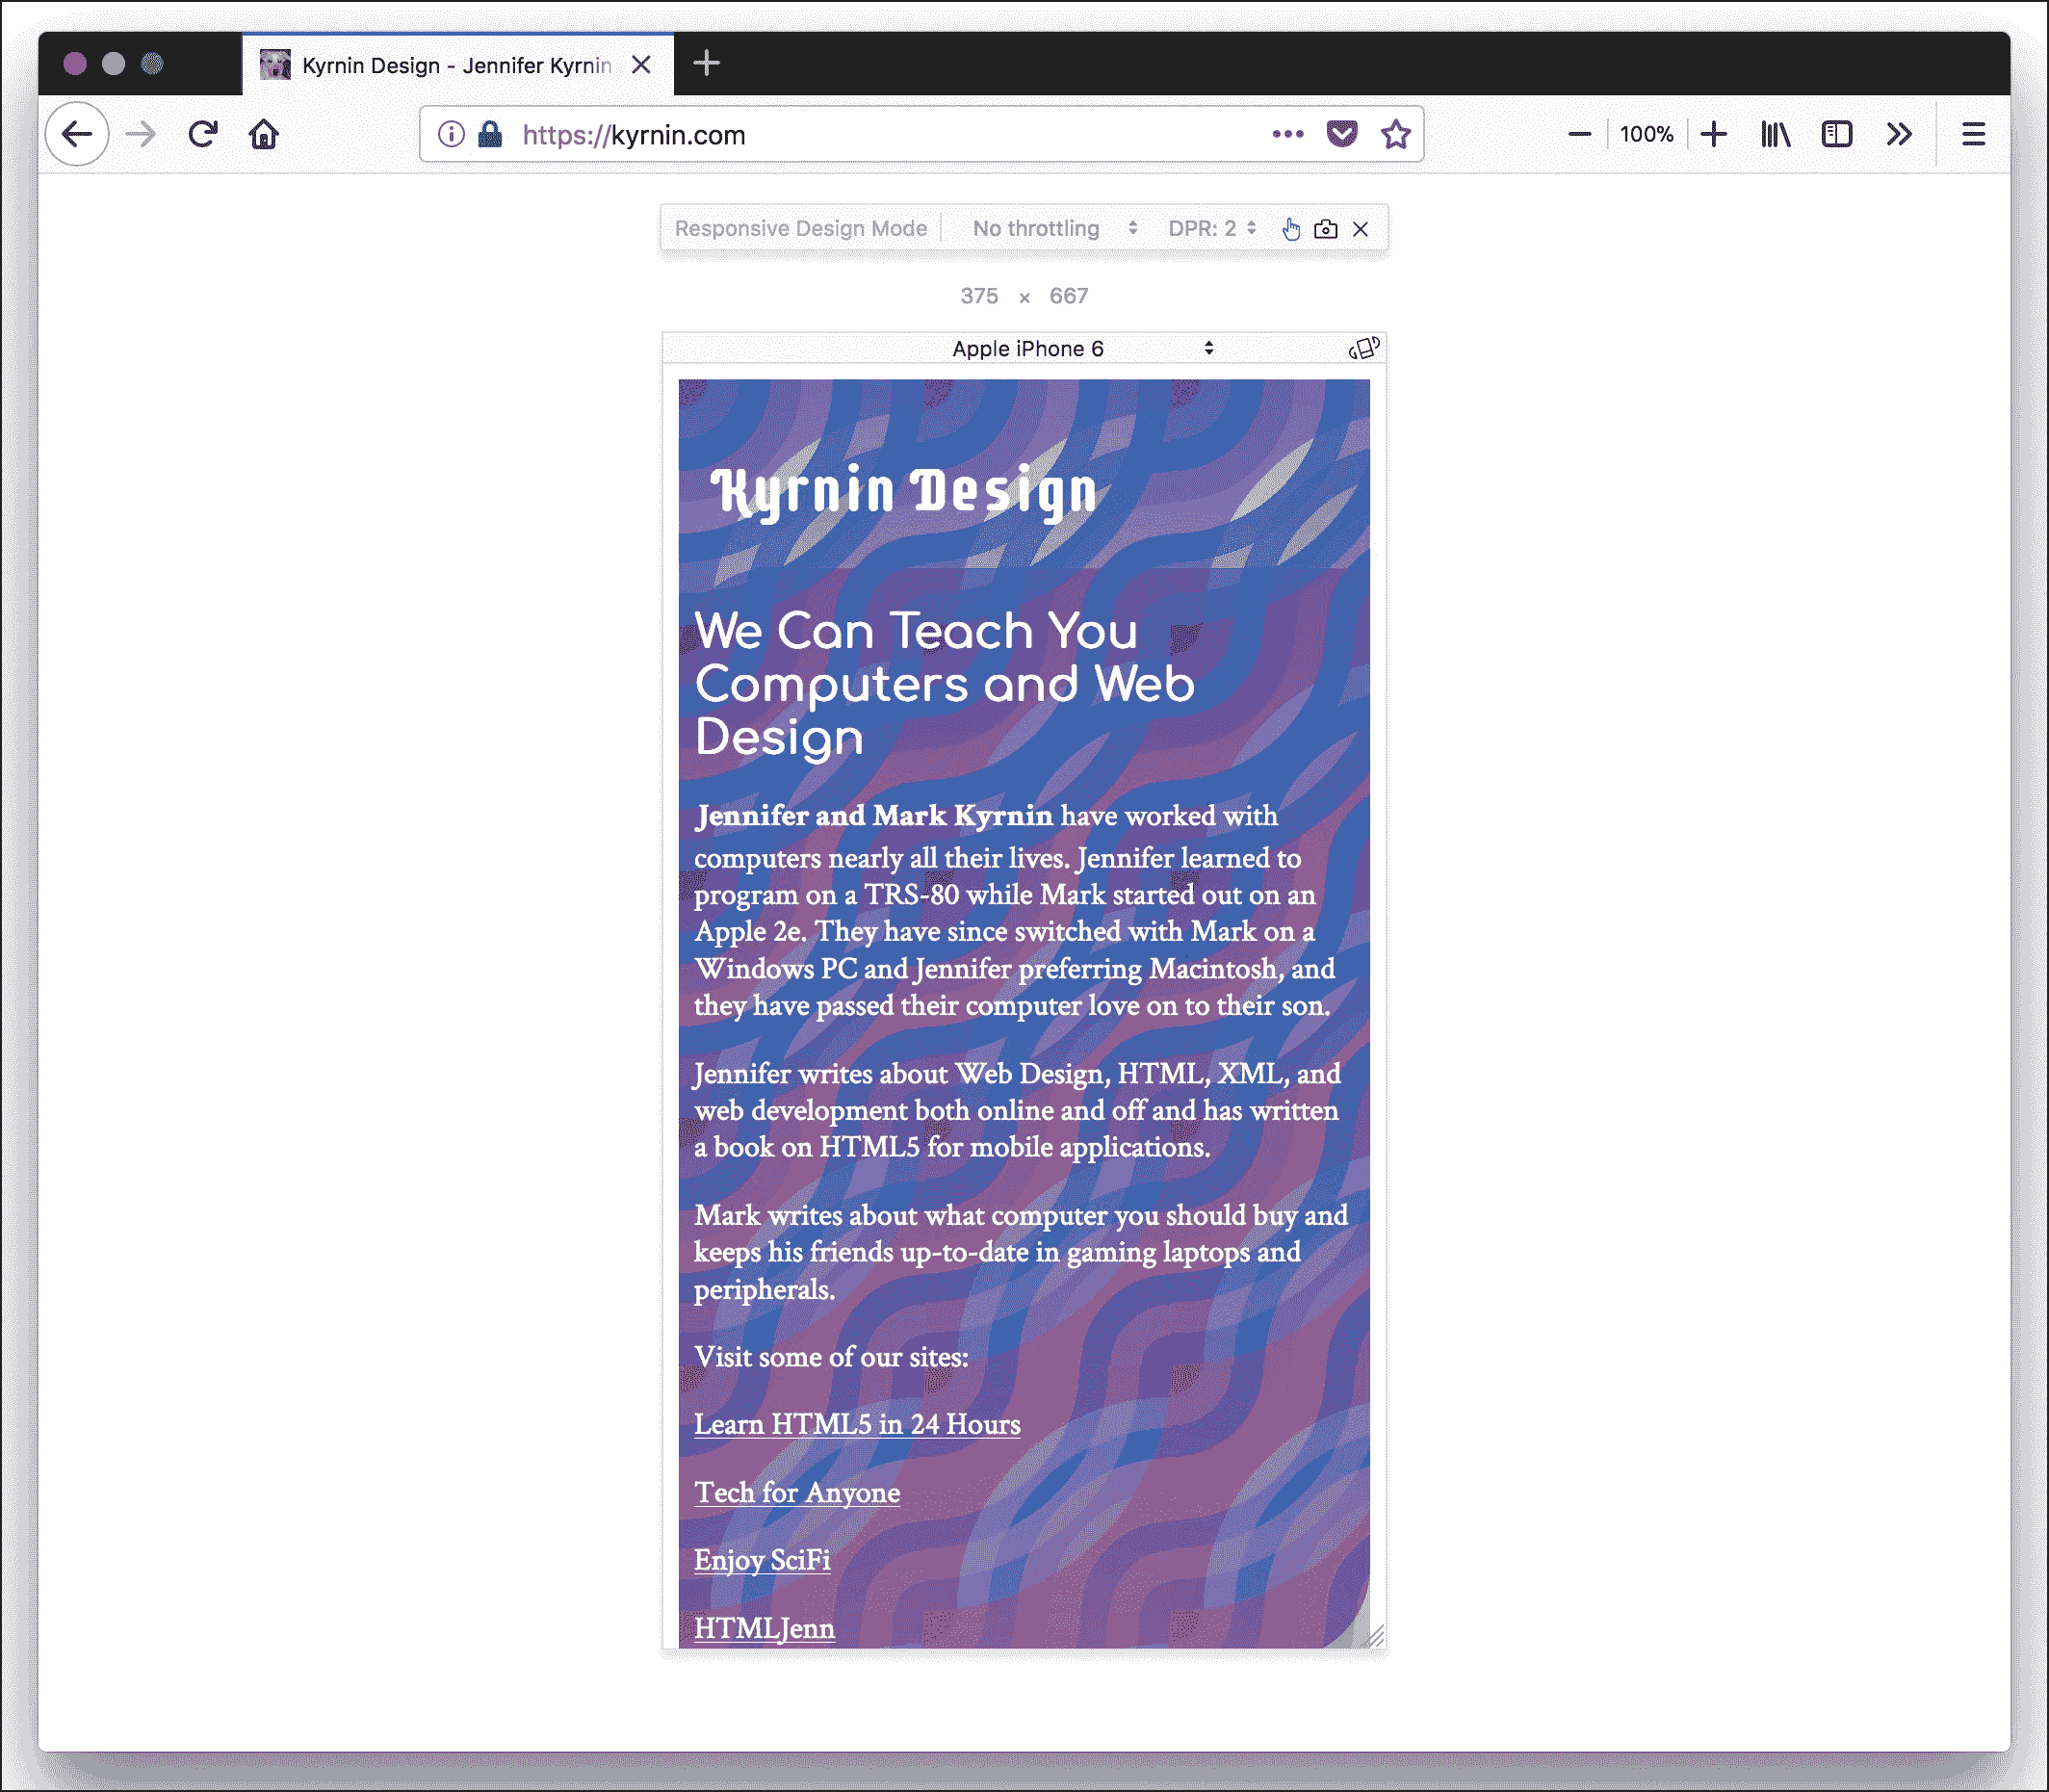 Kyrnin Design - Jennifer Kyrnin
https://kyrnin.com
100%
Responsive Design Mode No throttling DPR: 2
375 × 667
Apple iPhone 6
Kyrnin Design
We Can Teach You
Computers and Web
Design
Jennifer and Mark Kyrnin have worked with
computers nearly all their lives. Jennifer learned to
program on a TRS-80 while Mark started out on an
Apple 2e. They have since switched with Mark on a
Windows PC and Jennifer preferring Macintosh, and
they have passed their computer love on to their son.
Jennifer writes about Web Design, HTML, XML, and
web development both online and off and has written
a book on HTML5 for mobile applications.
Mark writes about what computer you should buy and
keeps his friends up-to-date in gaming laptops and
peripherals.
Visit some of our sites:
Learn HTML5 in 24 Hours
Tech for Anyone
Enjoy SciFi
HTMLJenn